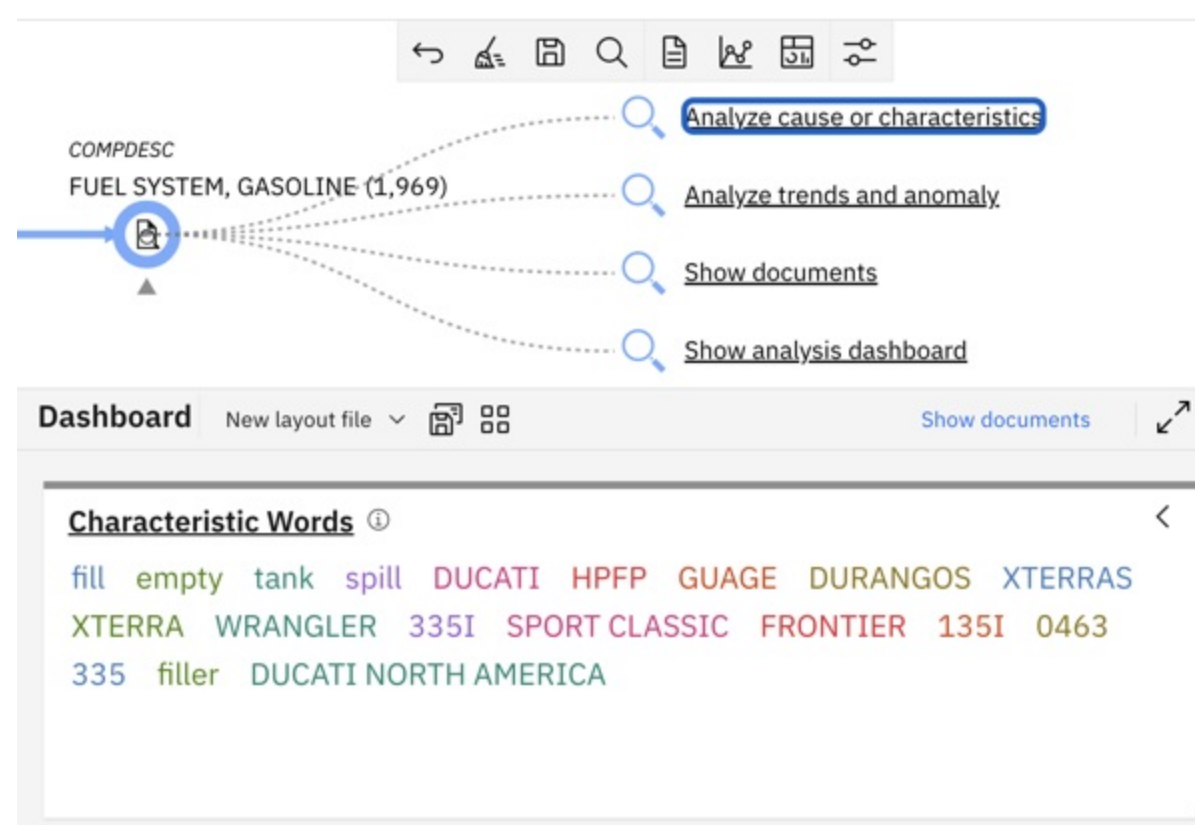 Analyze cause or characteristics
COMPDESC
FUEL SYSTEM, GASOLINE (1,969)
Analyze trends and anomaly
Show documents
Show analysis dashboard
Dashboard New layout file Show documents
Characteristic Words
fill empty tank spill DUCATI HPFP GUAGE DURANGOS XTERRAS
XTERRA WRANGLER 335I SPORT CLASSIC FRONTIER 135I 0463
335 filler DUCATI NORTH AMERICA